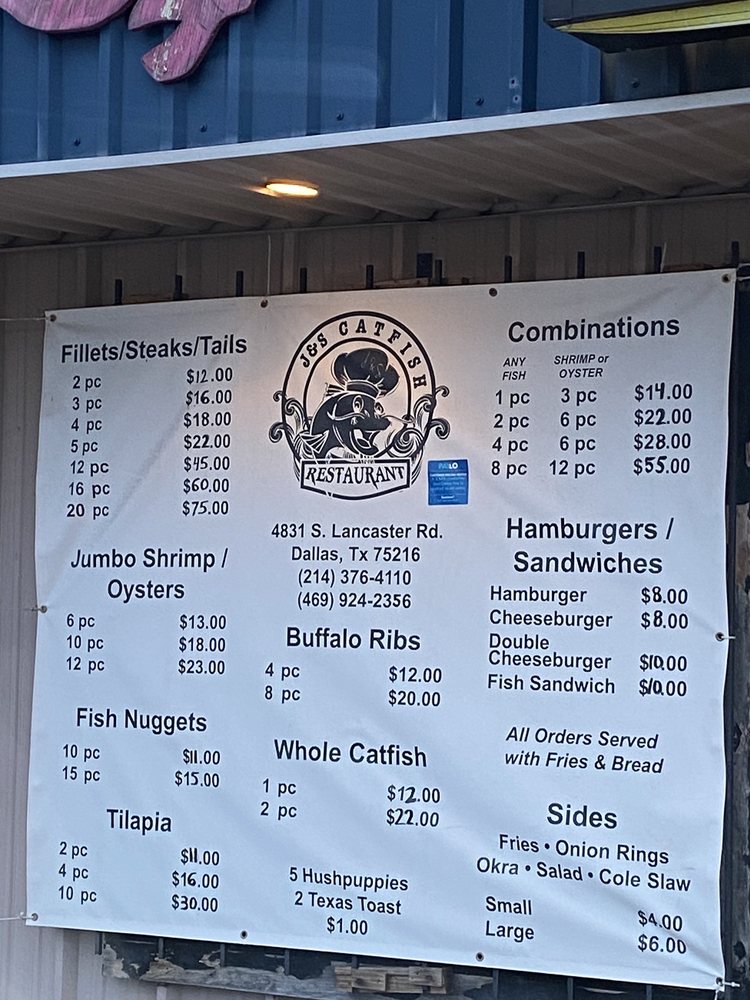 Fillets/Steaks/Tails
2 pc $12.00
3 pc $16.00
4 pc $18.00
5 pc $22.00
12 pc $45.00
16 pc $60.00
20 pc $75.00
Jumbo Shrimp /
Oysters
6 pc $13.00
10 pc $18.00
12 pc $23.00
Fish Nuggets
10 pc $11.00
15 pc $15.00
Tilapia
2 pc $11.00
4 pc $16.00
10 pc $30.00
J&S CATFISH
RESTAURANT
4831 S. Lancaster Rd.
Dallas, Tx 75216
(214) 376-4110
(469) 924-2356
Buffalo Ribs
4 pc $12.00
8 pc $20.00
Whole Catfish
1 pc $12.00
2 pc $22.00
5 Hushpuppies
2 Texas Toast
$1.00
Combinations
ANY SHRIMP or
FISH OYSTER
1 pc 3 pc $14.00
2 pc 6 pc $22.00
4 pc 6 pc $28.00
8 pc 12 pc $55.00
Hamburgers /
Sandwiches
Hamburger $8.00
Cheeseburger $8.00
Double
Cheeseburger $10.00
Fish Sandwich $10.00
All Orders Served
with Fries & Bread
Sides
Fries • Onion Rings
Okra • Salad • Cole Slaw
Small $4.00
Large $6.00